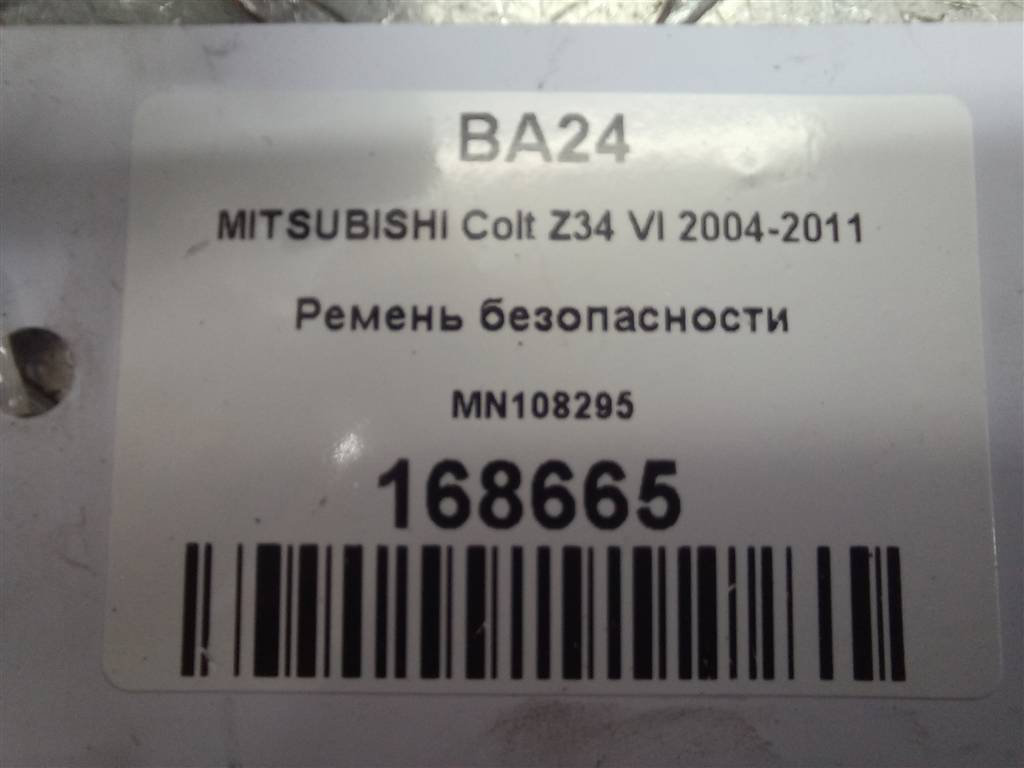 BA24
MITSUBISHI Colt Z34 VI 2004-2011
Ремень безопасности
MN108295
168665